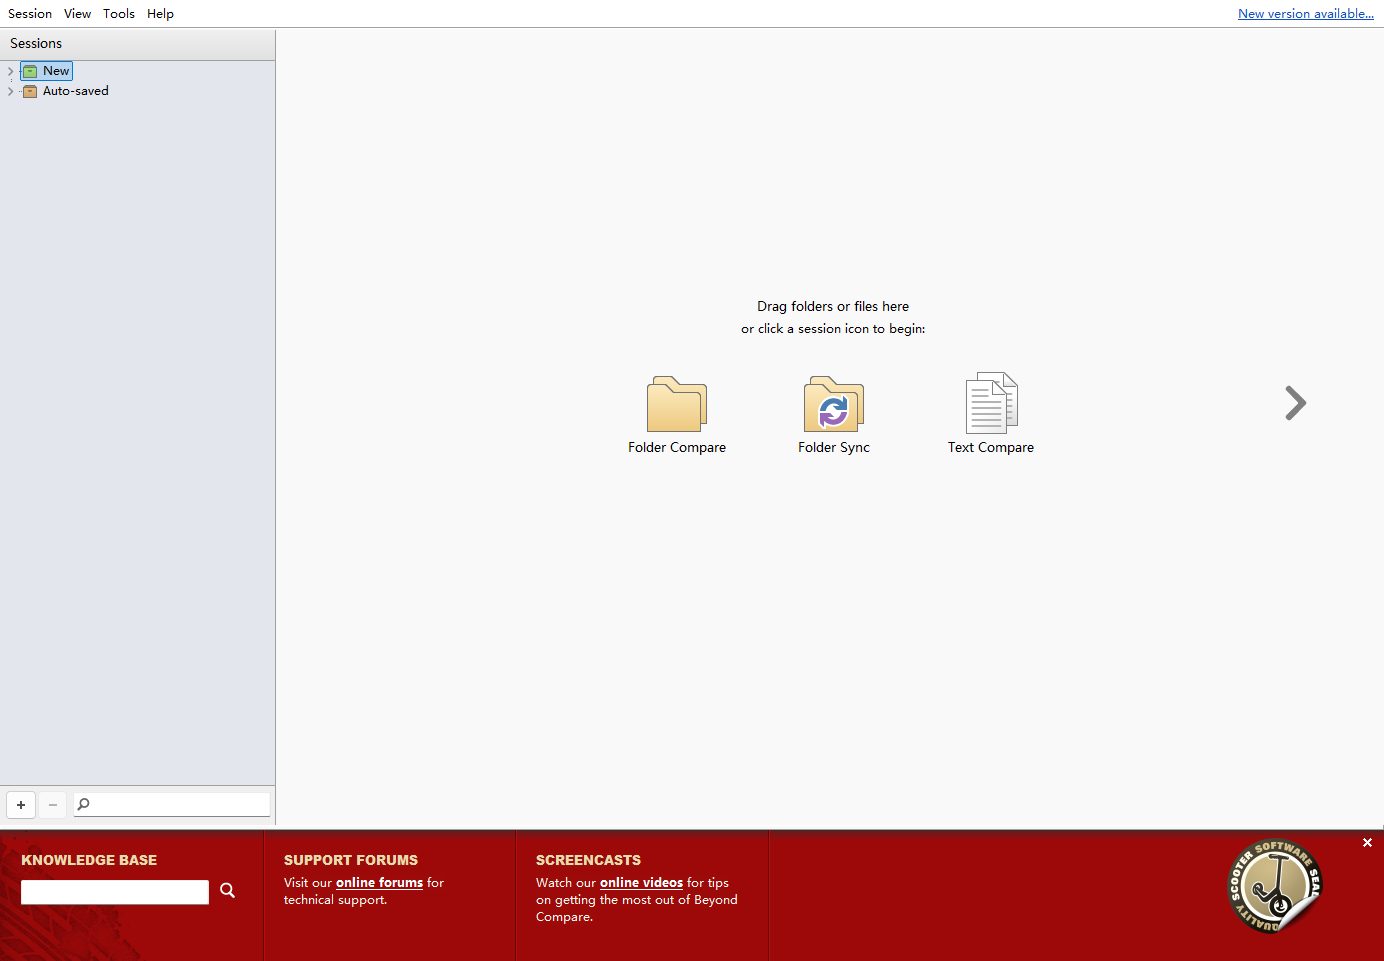 Session View Tools Help
New version available...
Sessions
New
Auto-saved
Drag folders or files here
or click a session icon to begin:
Folder Compare
Folder Sync
Text Compare
KNOWLEDGE BASE
SUPPORT FORUMS
Visit our online forums for
technical support.
SCREENCASTS
Watch our online videos for tips
on getting the most out of Beyond
Compare.
SCOOTER SOFTWARE SEAL
QUALITY